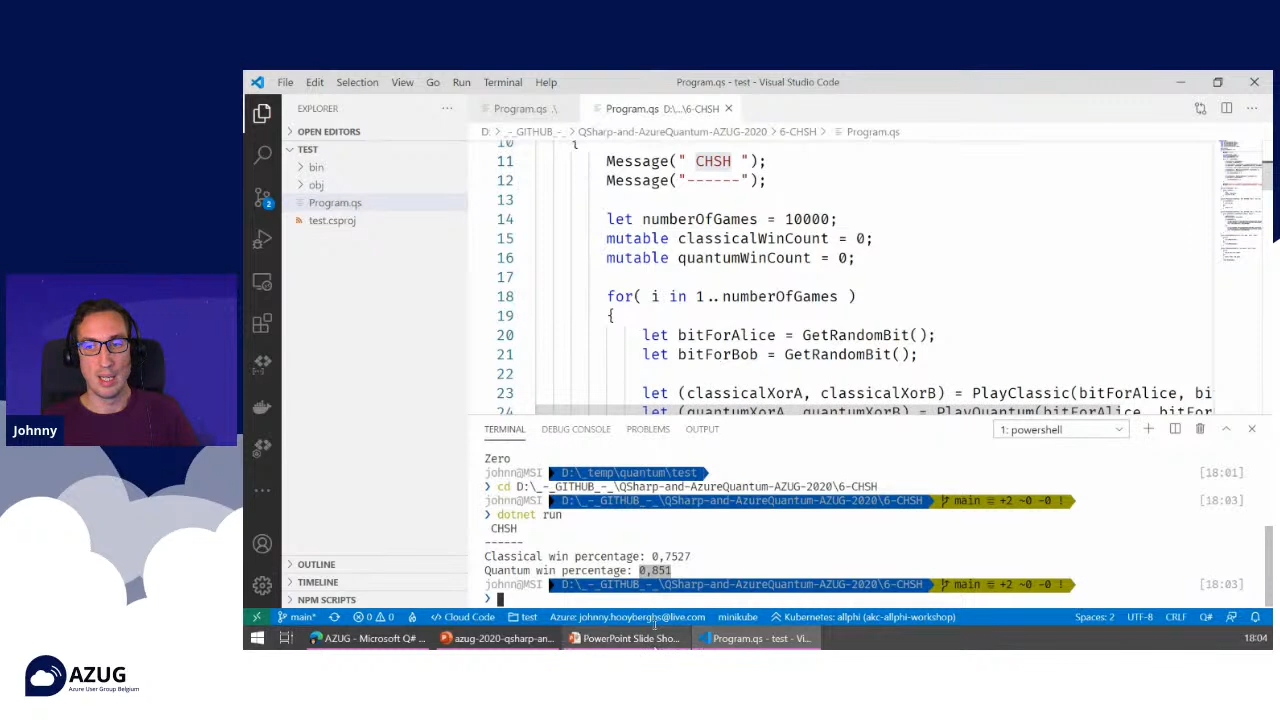 File Edit Selection View Go Run Terminal Help
Program.qs - test - Visual Studio Code
EXPLORER ···
Program.qs .\
Program.qs D:\...\6-CHSH ×
OPEN EDITORS
D: > _-_GITHUB_-_ > QSharp-and-AzureQuantum-AZUG-2020 > 6-CHSH > Program.qs
TEST
bin
obj
Program.qs
test.csproj
10 {
11 Message(" CHSH ");
12 Message("------");
13
14 let numberOfGames = 10000;
15 mutable classicalWinCount = 0;
16 mutable quantumWinCount = 0;
17
18 for( i in 1..numberOfGames )
19 {
20 let bitForAlice = GetRandomBit();
21 let bitForBob = GetRandomBit();
22
23 let (classicalXorA, classicalXorB) = PlayClassic(bitForAlice, bi
24 let (quantumXorA, quantumXorB) = PlayQuantum(bitForAlice, bitFor
2
Johnny
TERMINAL DEBUG CONSOLE PROBLEMS OUTPUT 1: powershell
Zero
johnn@MSI D:\_temp\quantum\test [18:01]
❯ cd D:\_-_GITHUB_-_\QSharp-and-AzureQuantum-AZUG-2020\6-CHSH
johnn@MSI D:\_-_GITHUB_-_\QSharp-and-AzureQuantum-AZUG-2020\6-CHSH main ≡ +2 ~0 -0 ! [18:03]
❯ dotnet run
CHSH
------
Classical win percentage: 0,7527
Quantum win percentage: 0,851
johnn@MSI D:\_-_GITHUB_-_\QSharp-and-AzureQuantum-AZUG-2020\6-CHSH main ≡ +2 ~0 -0 ! [18:03]
❯
OUTLINE
TIMELINE
NPM SCRIPTS
main* 0 0 Cloud Code test Azure: johnny.hooyberghs@live.com minikube Kubernetes: allphi (akc-allphi-workshop) Spaces: 2 UTF-8 CRLF Q#
AZUG - Microsoft Q# ... azug-2020-qsharp-an... PowerPoint Slide Sho... Program.qs - test - Vi... 18:04
AZUG
Azure User Group Belgium